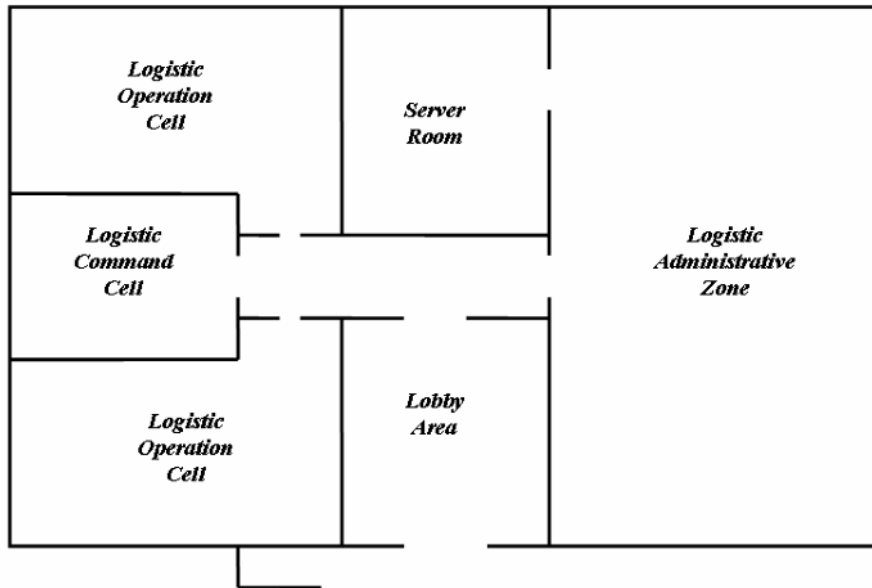 Logistic
Operation
Cell
Server
Room
Logistic
Command
Cell
Logistic
Administrative
Zone
Logistic
Operation
Cell
Lobby
Area